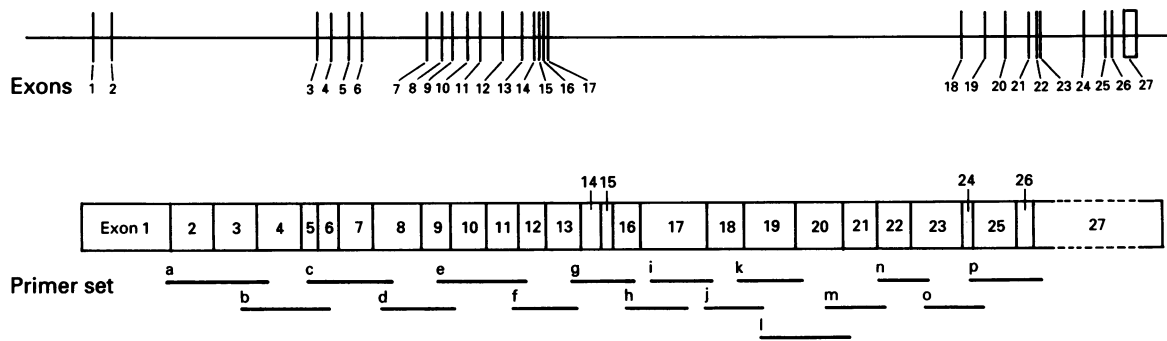 Exons 1 2 3 4 5 6 7 8 9 10 11 12 13 14 15 16 17 18 19 20 21 22 23 24 25 26 27
14 15 24 26
Exon 1 2 3 4 5 6 7 8 9 10 11 12 13 16 17 18 19 20 21 22 23 25 27
a c e g i k n p
Primer set
b d f h j m o
l